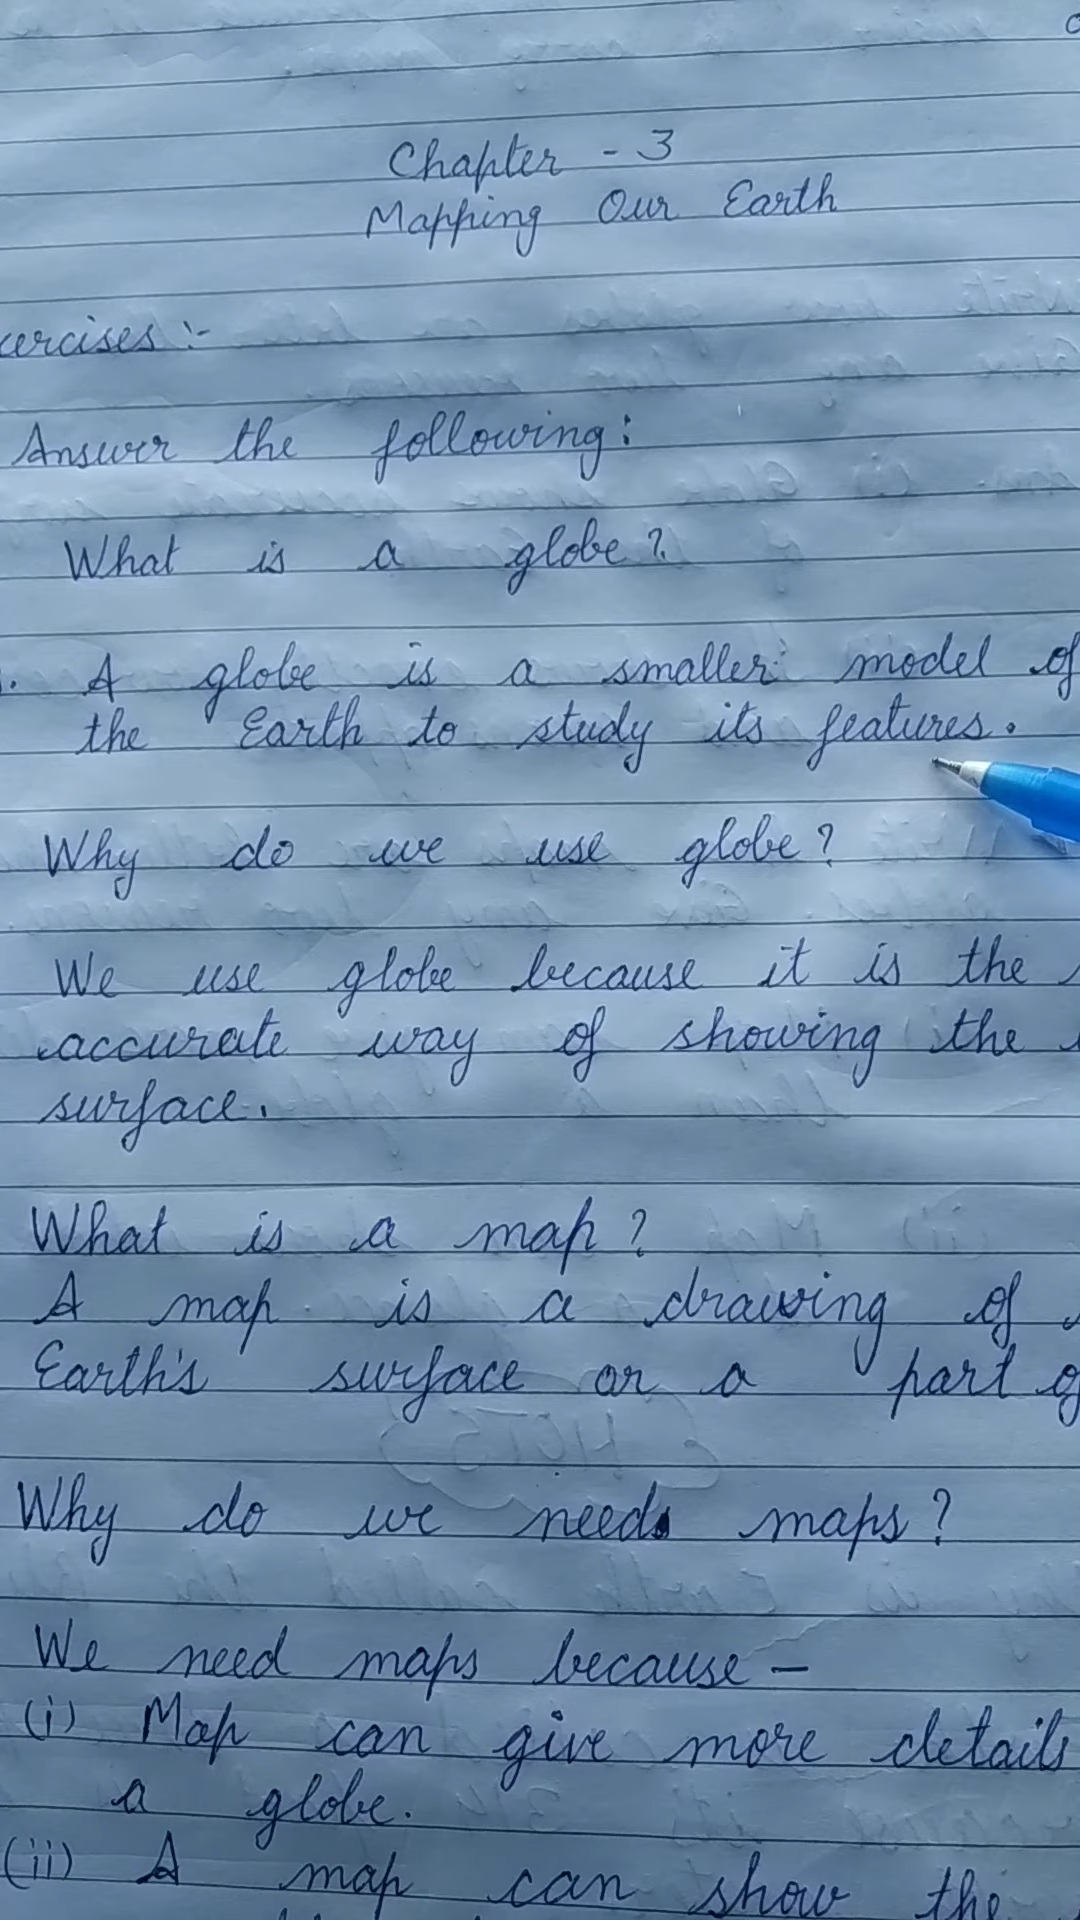 Chapter - 3
Mapping Our Earth
xercises :-
Answer the following:
What is a globe?
. A globe is a smaller model of
the Earth to study its features.
Why do we use globe?
We use globe because it is the
accurate way of showing the
surface.
What is a map?
A map is a drawing of
Earth's surface or a part of
Why do we need maps?
We need maps because –
(i) Map can give more details
a globe.
(ii) A map can show the